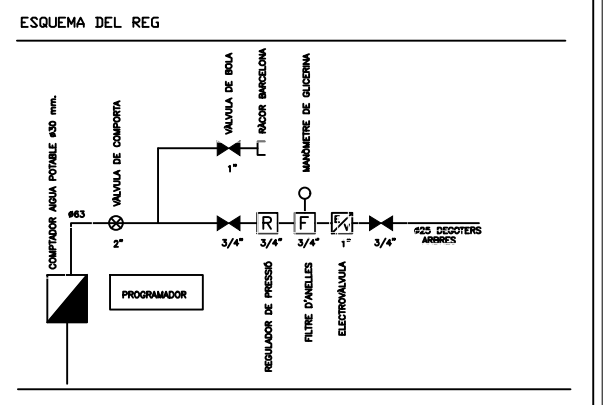 ESQUEMA DEL REG
COMPTADOR AIGUA POTABLE ø30 mm.
VÀLVULA DE COMPORTA
VÀLVULA DE BOLA
RÀCOR BARCELONA
MANÒMETRE DE GLICERINA
1"
ø63
2"
R
F
E/V
3/4"
3/4"
3/4"
1"
3/4"
ø25 DEGOTERS
ARBRES
PROGRAMADOR
REGULADOR DE PRESSIÓ
FILTRE D'ANELLES
ELECTROVÀLVULA